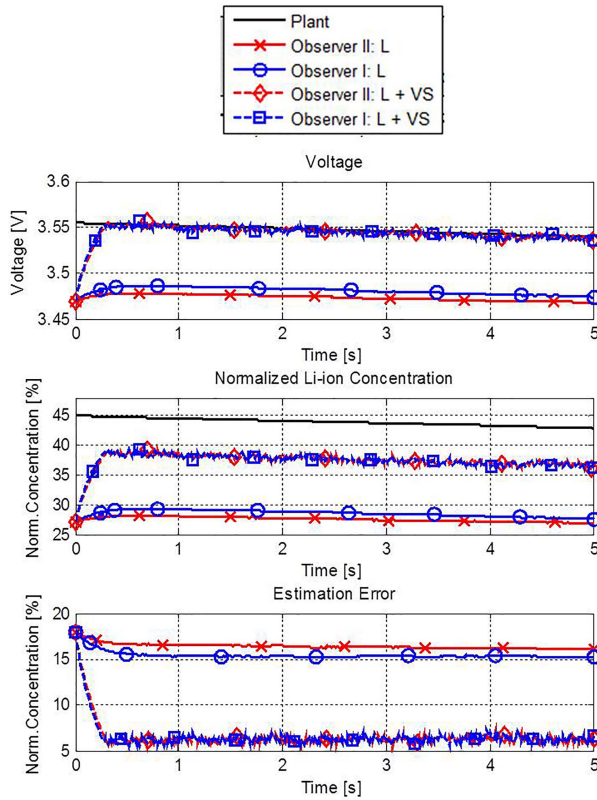 Plant
Observer II: L
Observer I: L
Observer II: L + VS
Observer I: L + VS
Voltage
Voltage [V]
3.6
3.55
3.5
3.45
0 1 2 3 4 5
Time [s]
Normalized Li-ion Concentration
Norm.Concentration [%]
45
40
35
30
25
0 1 2 3 4 5
Time [s]
Estimation Error
Norm.Concentration [%]
20
15
10
5
0 1 2 3 4 5
Time [s]